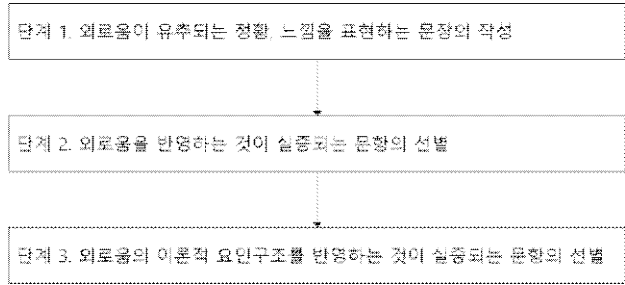 단계 1. 외로움이 유추되는 정황, 느낌을 표현하는 문장의 작성
단계 2. 외로움을 반영하는 것이 실증되는 문항의 선별
단계 3. 외로움의 이론적 요인구조를 반영하는 것이 실증되는 문항의 선별